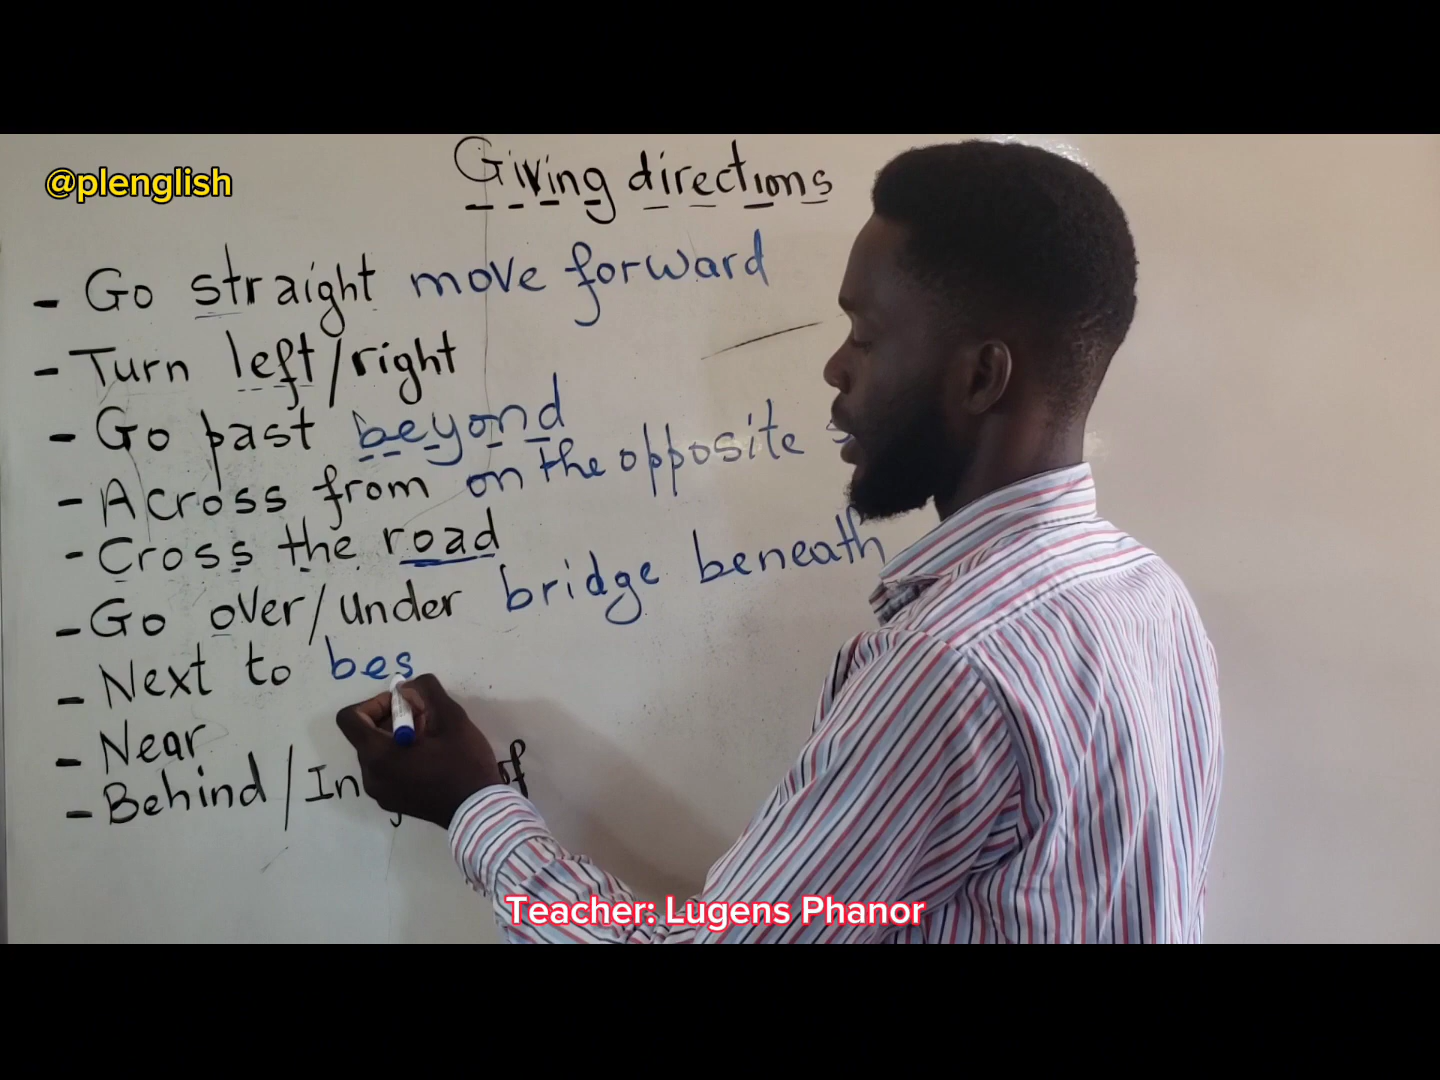 @plenglish
Giving directions
- Go straight move forward
- Turn left/right
- Go past beyond
- Across from on the opposite s
- Cross the road
- Go over/under bridge beneath
- Next to bes
- Near
- Behind/In of
Teacher: Lugens Phanor